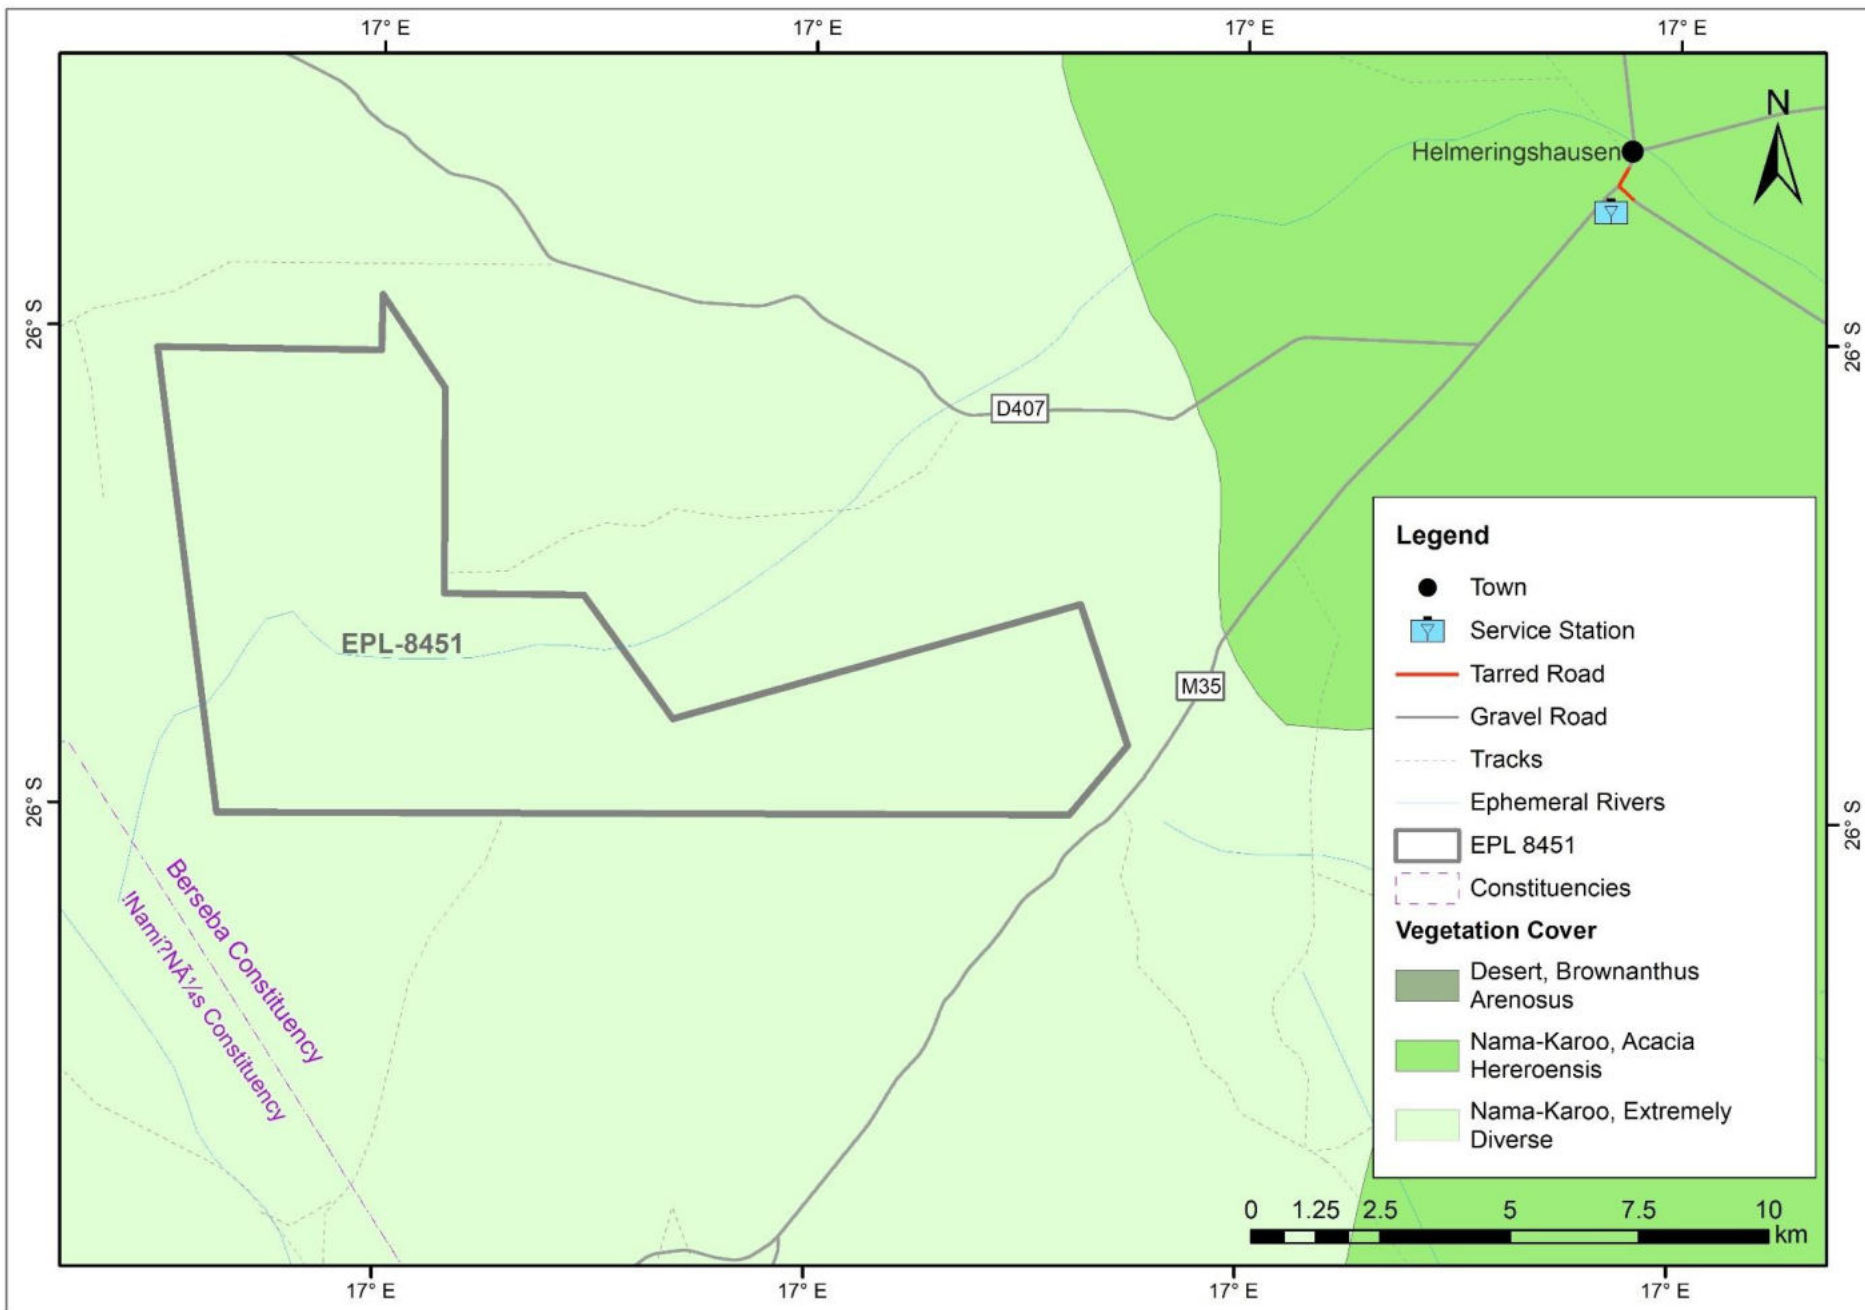 17° E 17° E 17° E 17° E
N
Helmeringshausen
26° S 26° S
D407
EPL-8451
M35
26° S 26° S
Berseba Constituency
!Nami?NÃ¼s Constituency
Legend
Town
Service Station
Tarred Road
Gravel Road
Tracks
Ephemeral Rivers
EPL 8451
Constituencies
Vegetation Cover
Desert, Brownanthus
Arenosus
Nama-Karoo, Acacia
Hereroensis
Nama-Karoo, Extremely
Diverse
0 1.25 2.5 5 7.5 10
km
17° E 17° E 17° E 17° E